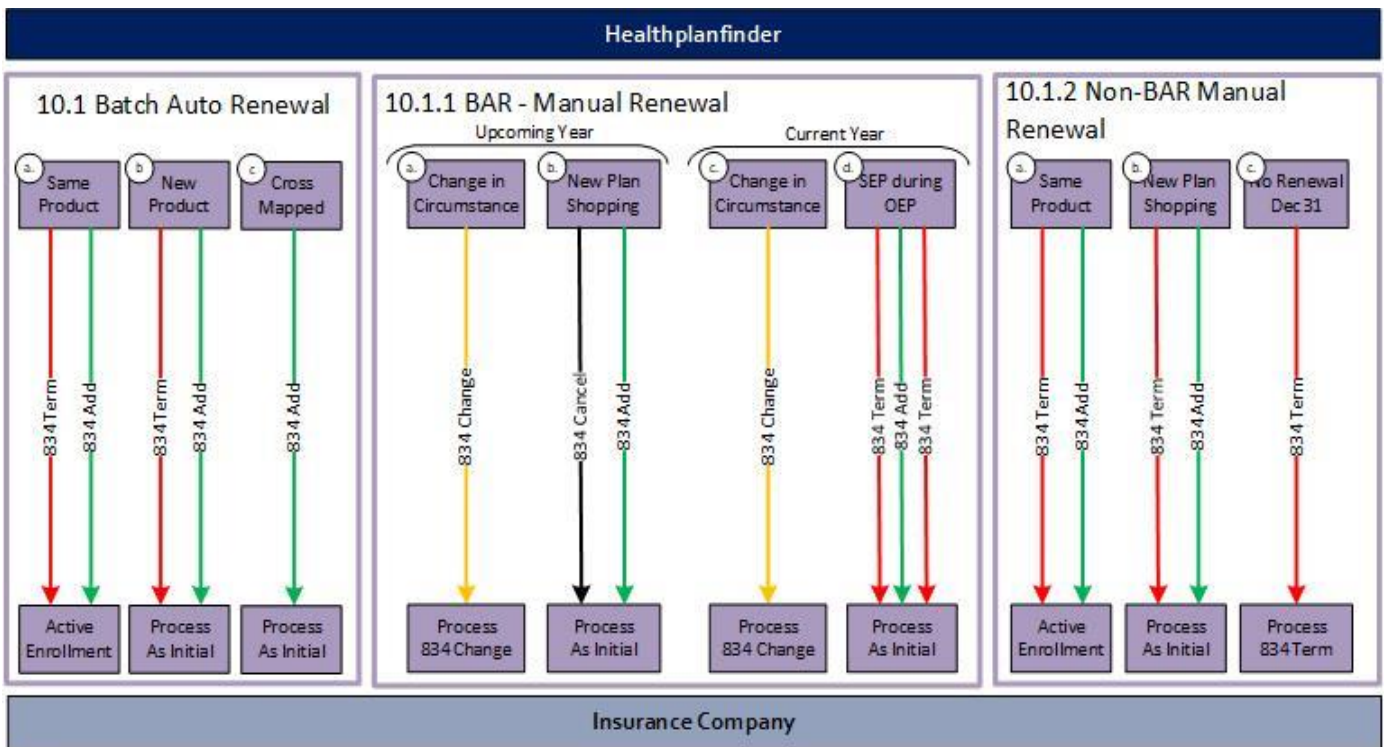 Healthplanfinder
10.1 Batch Auto Renewal
a.
Same
Product
b
New
Product
c
Cross
Mapped
834 Term
834 Add
834 Term
834 Add
834 Add
Active
Enrollment
Process
As Initial
Process
As Initial
10.1.1 BAR - Manual Renewal
Upcoming Year
Current Year
a.
Change in
Circumstance
b.
New Plan
Shopping
c.
Change in
Circumstance
d.
SEP during
OEP
834 Change
834 Cancel
834 Add
834 Change
834 Term
834 Add
834 Term
Process
834 Change
Process
As Initial
Process
834 Change
Process
As Initial
10.1.2 Non-BAR Manual
Renewal
a.
Same
Product
b.
New Plan
Shopping
c.
No Renewal
Dec 31
834 Term
834 Add
834 Term
834 Add
834 Term
Active
Enrollment
Process
As Initial
Process
834 Term
Insurance Company